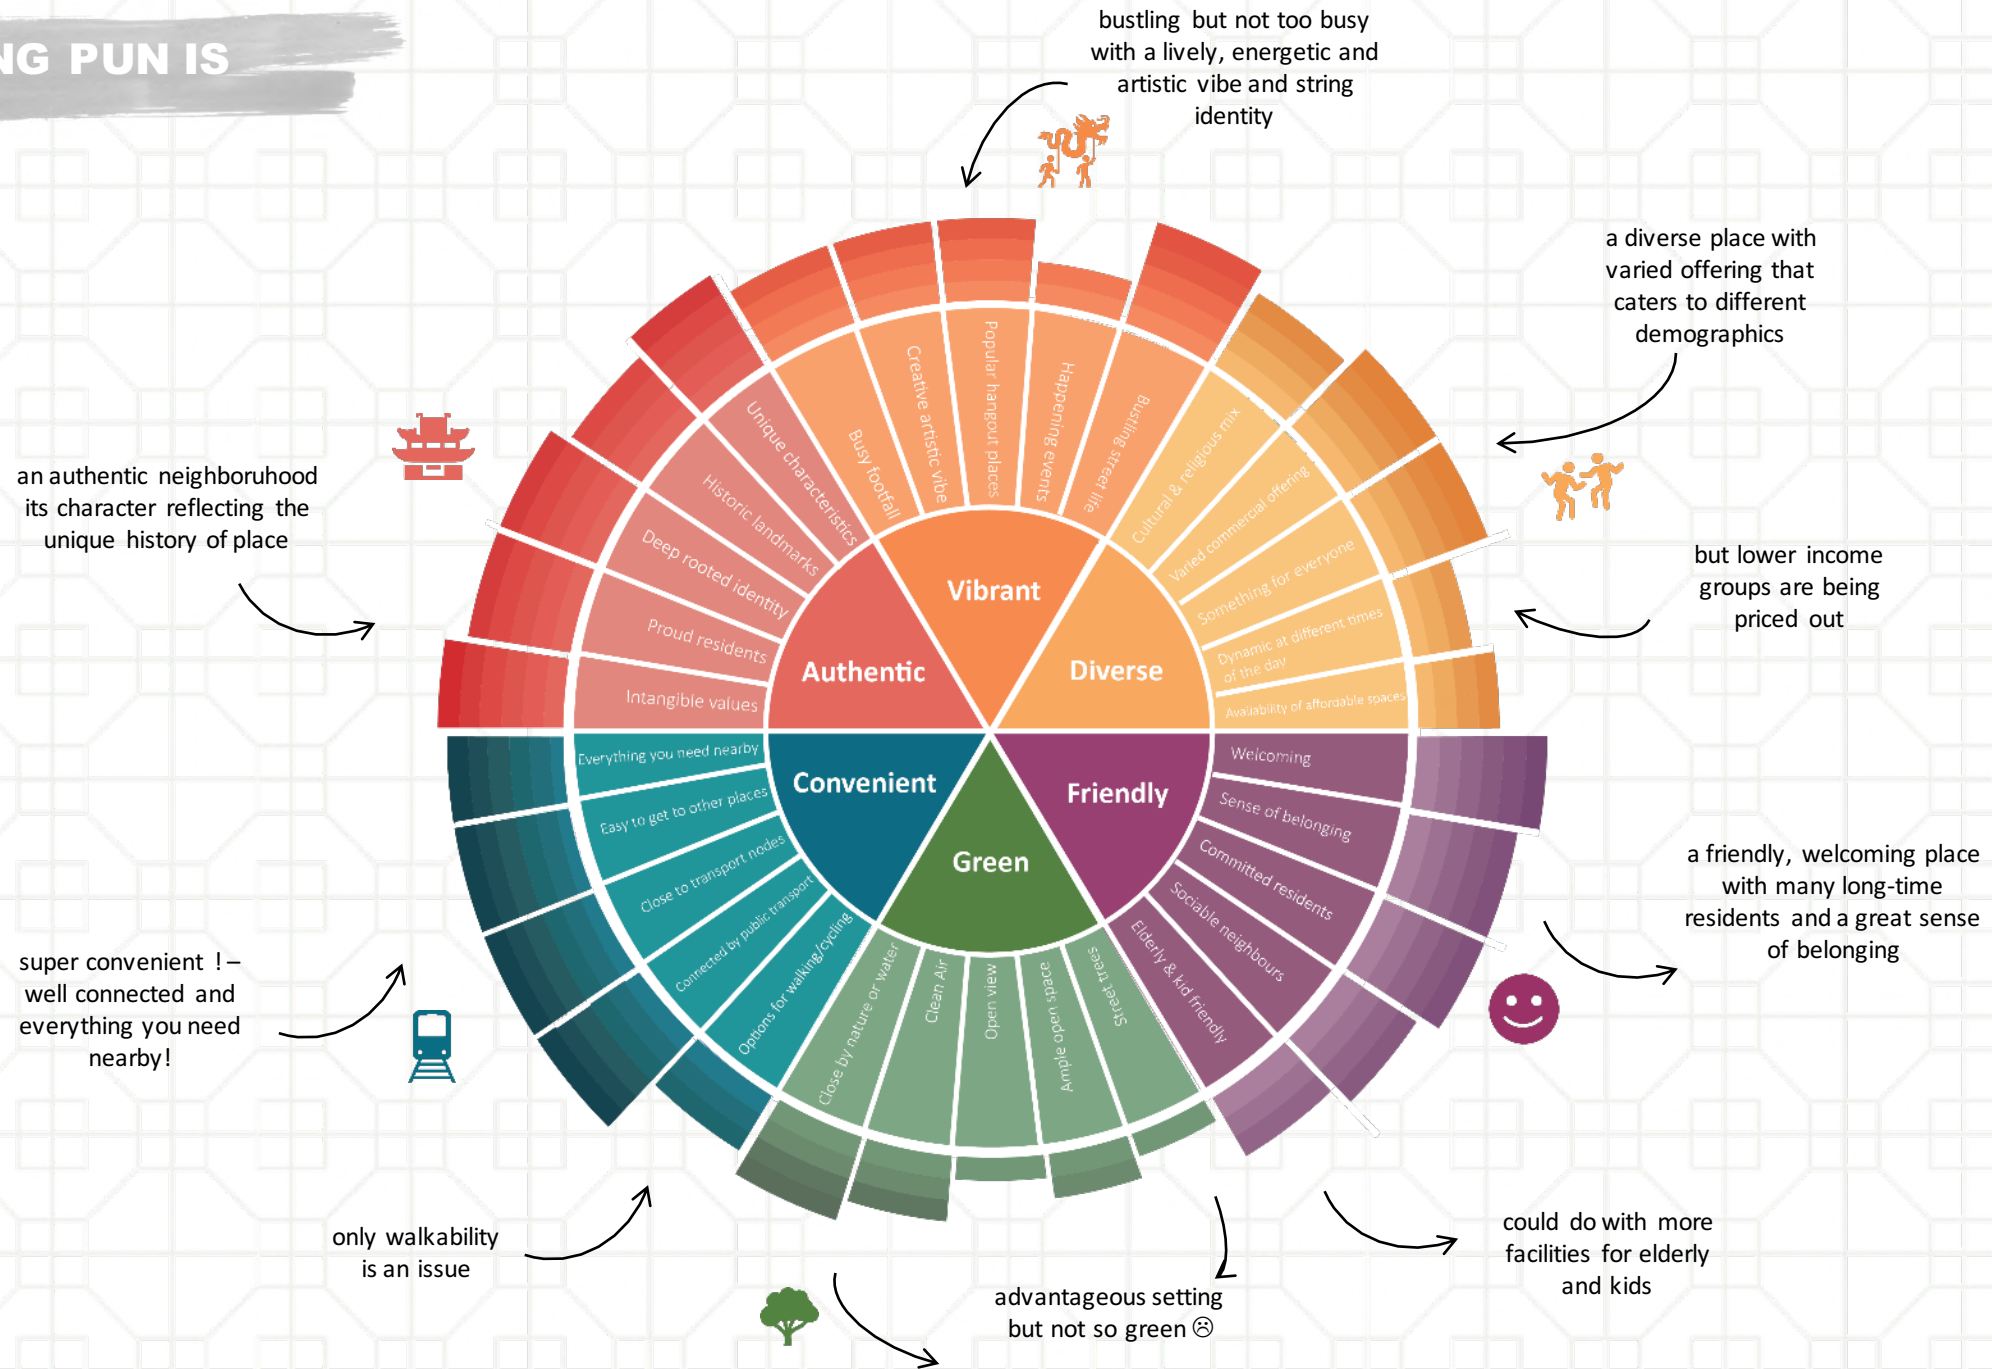 NG PUN IS
bustling but not too busy
with a lively, energetic and
artistic vibe and string
identity
a diverse place with
varied offering that
caters to different
demographics
but lower income
groups are being
priced out
an authentic neighboruhood
its character reflecting the
unique history of place
Vibrant
Busy footfall
Creative artistic vibe
Popular hangout places
Happening events
Bustling street life
Diverse
Cultural & religious mix
Varied commercial offering
Something for everyone
Dynamic at different times
of the day
Availability of affordable spaces
Authentic
Unique characteristics
Historic landmarks
Deep rooted identity
Proud residents
Intangible values
Convenient
Everything you need nearby
Easy to get to other places
Close to transport nodes
Connected by public transport
Options for walking/cycling
Friendly
Welcoming
Sense of belonging
Committed residents
Sociable neighbours
Elderly & kid friendly
Green
Close by nature or water
Clean Air
Open view
Ample open space
Street trees
a friendly, welcoming place
with many long-time
residents and a great sense
of belonging
super convenient ! –
well connected and
everything you need
nearby!
only walkability
is an issue
advantageous setting
but not so green ☹
could do with more
facilities for elderly
and kids